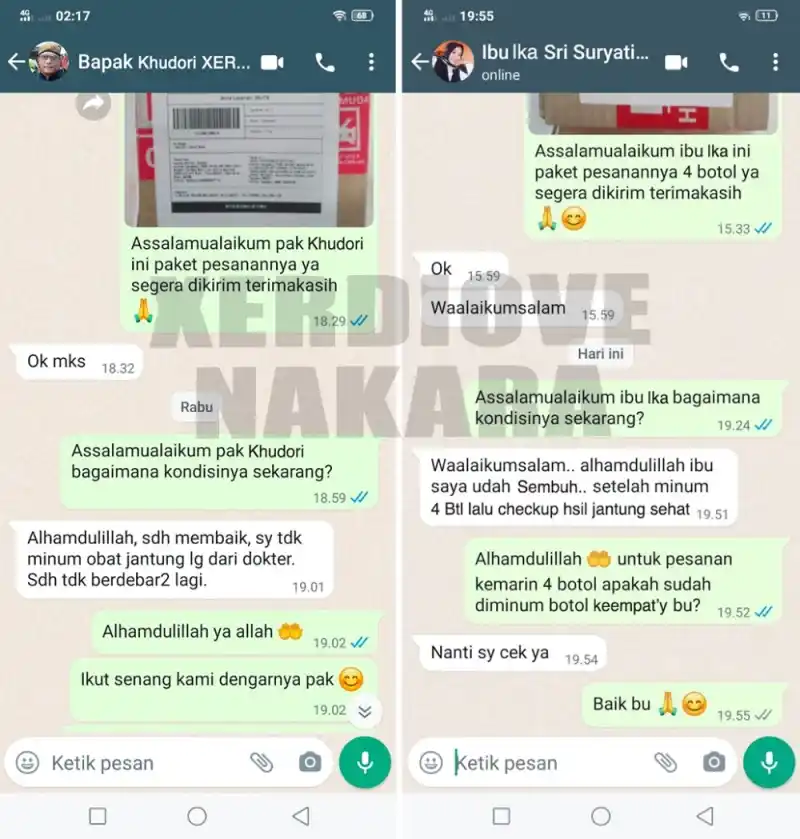 4G 02:17 68
Bapak Khudori XER...
MUDA
Assalamualaikum pak Khudori
ini paket pesanannya ya
segera dikirim terimakasih
🙏
18.29
Ok mks 18.32
Rabu
Assalamualaikum pak Khudori
bagaimana kondisinya sekarang?
18.59
Alhamdulillah, sdh membaik, sy tdk
minum obat jantung lg dari dokter.
Sdh tdk berdebar2 lagi.
19.01
Alhamdulillah ya allah 🤲 19.02
Ikut senang kami dengarnya pak 😊
19.02
Ketik pesan
4G 19:55 11
Ibu Ika Sri Suryati...
online
Assalamualaikum ibu Ika ini
paket pesanannya 4 botol ya
segera dikirim terimakasih
🙏😊
15.33
Ok 15.59
Waalaikumsalam 15.59
Hari ini
Assalamualaikum ibu Ika bagaimana
kondisinya sekarang? 19.24
Waalaikumsalam.. alhamdulillah ibu
saya udah Sembuh.. setelah minum
4 Btl lalu checkup hsil jantung sehat 19.51
Alhamdulillah 🤲 untuk pesanan
kemarin 4 botol apakah sudah
diminum botol keempat'y bu? 19.52
Nanti sy cek ya 19.54
Baik bu 🙏😊 19.55
Ketik pesan
XERDIOVE
NAKARA